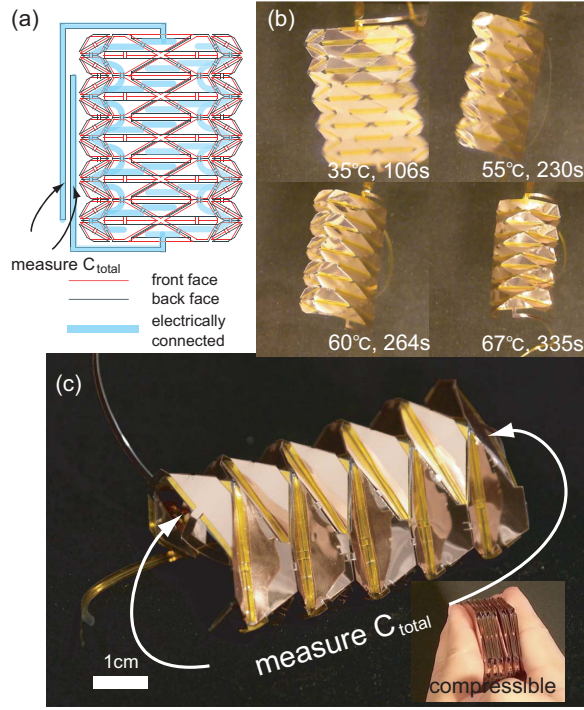 (a)
measure C_total
front face
back face
electrically
connected
(b)
35℃, 106s
55℃, 230s
60℃, 264s
67℃, 335s
(c)
measure C_total
1cm
compressible